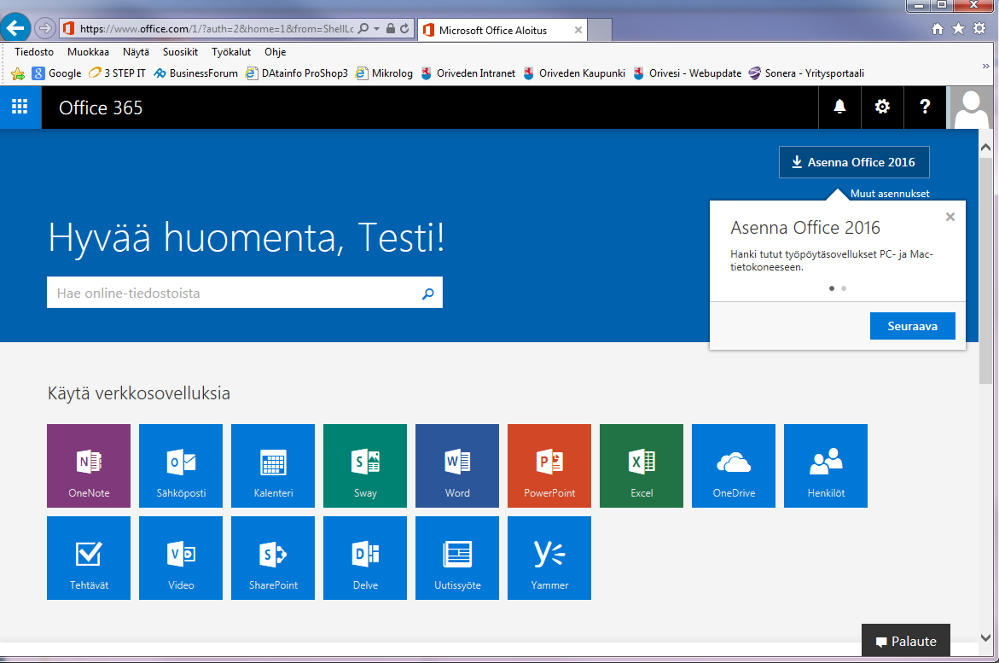 https://www.office.com/1/?auth=2&home=1&from=ShellLo
Microsoft Office Aloitus
Tiedosto Muokkaa Näytä Suosikit Työkalut Ohje
Google 3 STEP IT BusinessForum DAtainfo ProShop3 Mikrolog Oriveden Intranet Oriveden Kaupunki Orivesi - Webupdate Sonera - Yritysportaali
Office 365
Asenna Office 2016
Muut asennukset
Hyvää huomenta, Testi!
Hae online-tiedostoista
Asenna Office 2016
Hanki tutut työpöytäsovellukset PC- ja Mac-
tietokoneeseen.
Seuraava
Käytä verkkosovelluksia
OneNote Sähköposti Kalenteri Sway Word PowerPoint Excel OneDrive Henkilöt
Tehtävät Video SharePoint Delve Uutissyöte Yammer
Palaute